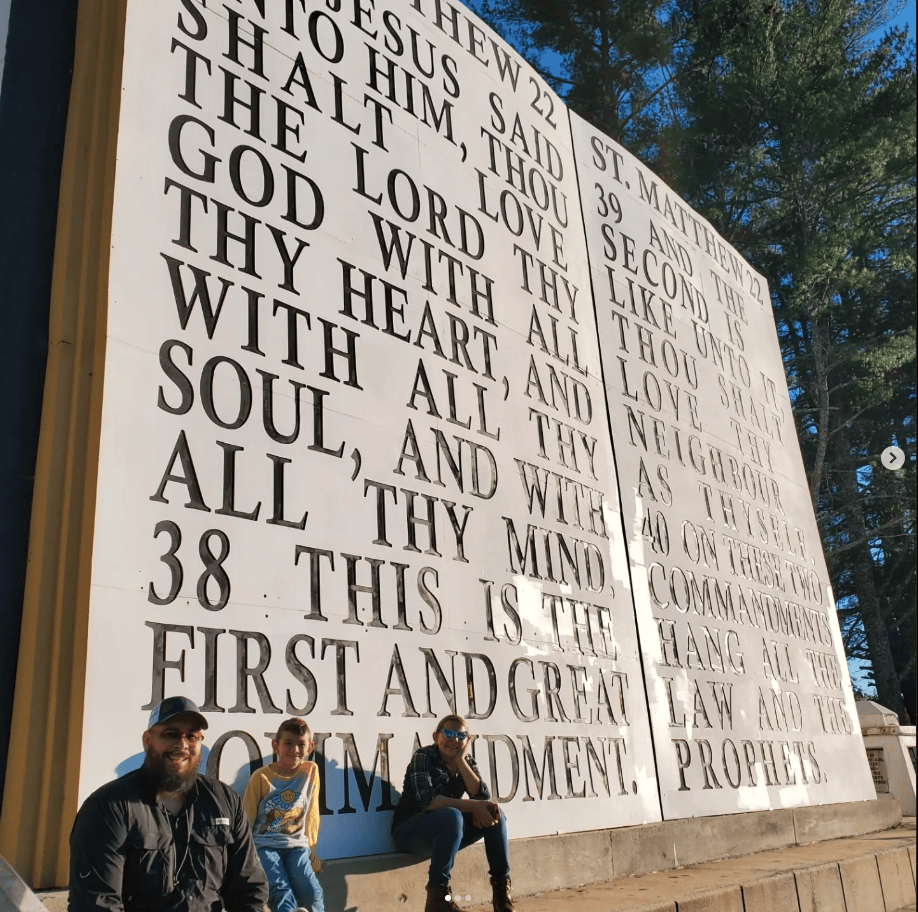 THEW 22
JESUS SAID
UNTO HIM, THOU
SHALT LOVE
THE LORD THY
GOD WITH ALL
THY HEART, AND
WITH ALL THY
SOUL, AND WITH
ALL THY MIND.
38 THIS IS THE
FIRST AND GREAT
COMMANDMENT.
ST. MATTHEW 22
39 AND THE
SECOND IS
LIKE UNTO IT
THOU SHALT
LOVE THY
NEIGHBOUR
AS THYSELF
40 ON THESE TWO
COMMANDMENTS
HANG ALL THE
LAW AND THE
PROPHETS.